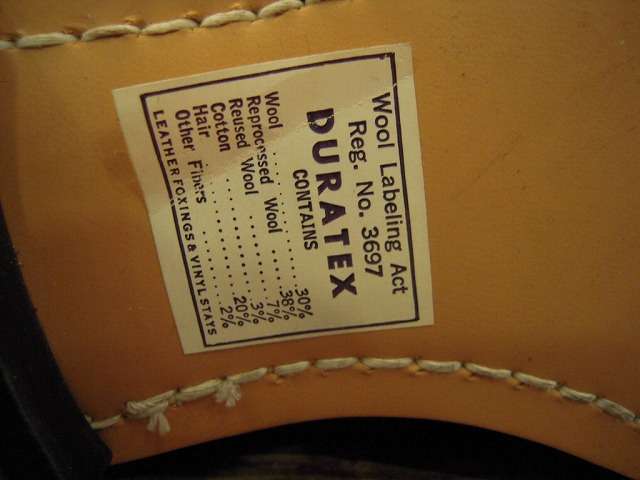 Wool Labeling Act
Reg. No. 3697
DURATEX
CONTAINS
Wool ........... 30%
Reprocessed Wool ..... 38%
Reused Wool ........ 7%
Cotton ............ 3%
Hair ............ 20%
Other Fibers ........ 2%
LEATHER FOXINGS & VINYL STAYS